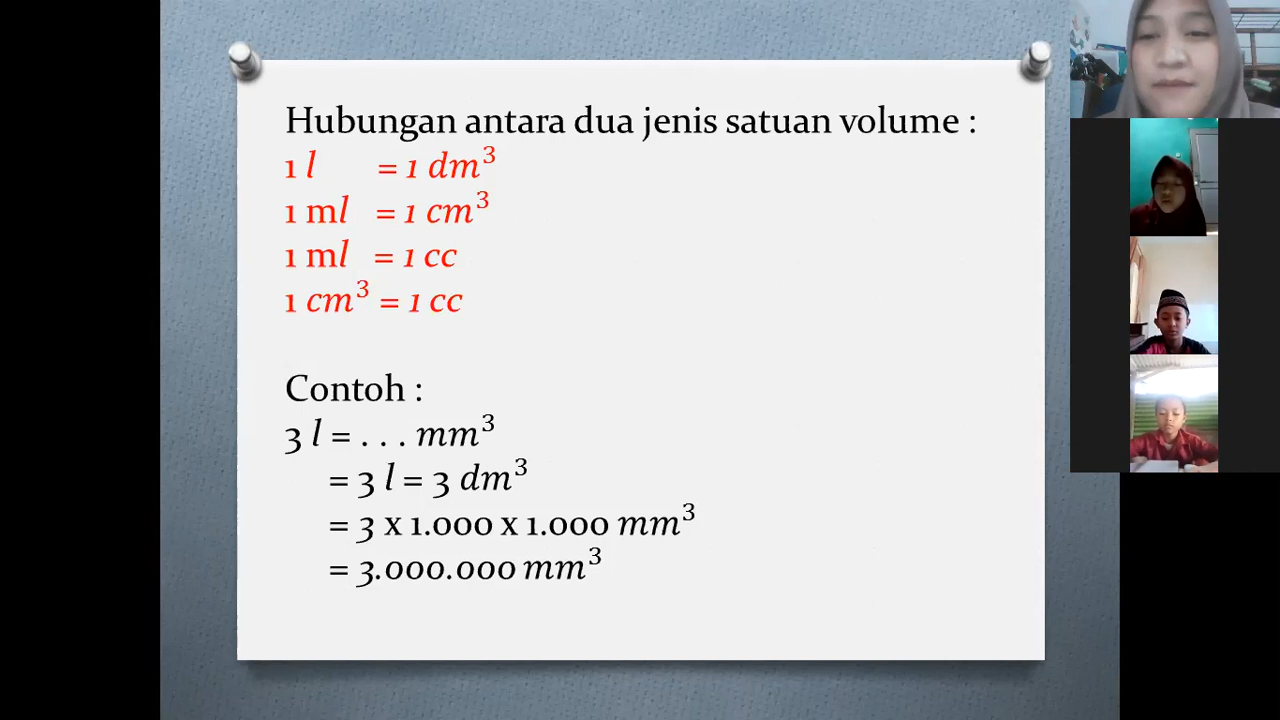 Hubungan antara dua jenis satuan volume :
1 l = 1 dm³
1 ml = 1 cm³
1 ml = 1 cc
1 cm³ = 1 cc
Contoh :
3 l = . . . mm³
= 3 l = 3 dm³
= 3 x 1.000 x 1.000 mm³
= 3.000.000 mm³